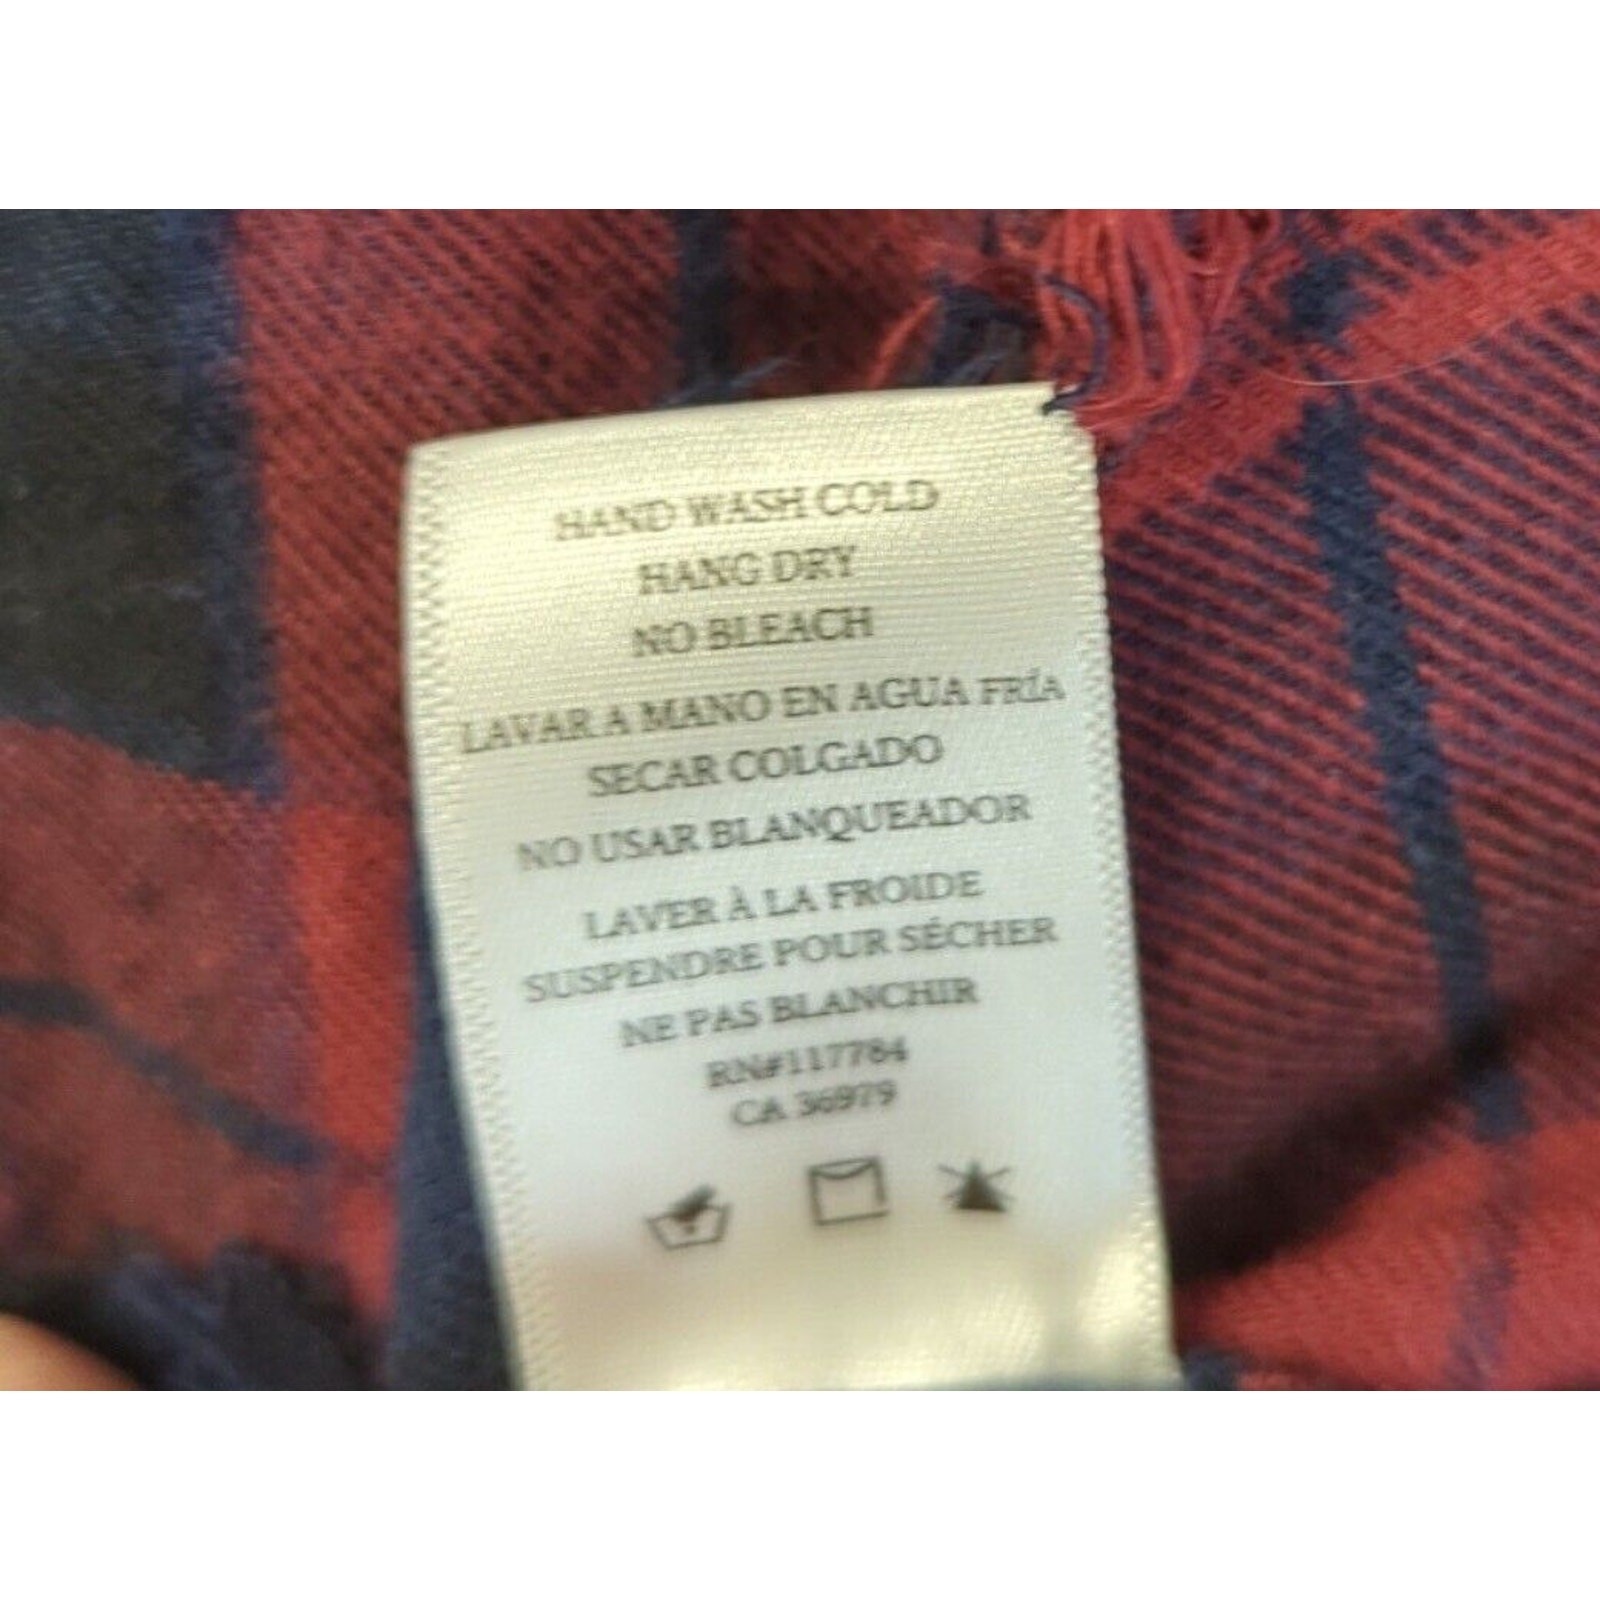 HAND WASH COLD
HANG DRY
NO BLEACH
LAVAR A MANO EN AGUA FRÍA
SECAR COLGADO
NO USAR BLANQUEADOR
LAVER À LA FROIDE
SUSPENDRE POUR SÉCHER
NE PAS BLANCHIR
RN#117784
CA 36979